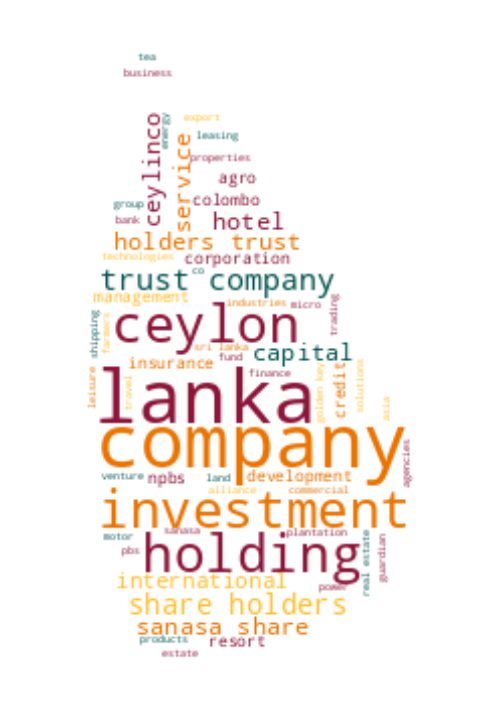 tea
business
ceylinco
energy
export
service
leasing
properties
agro
group
colombo
bank
hotel
holders trust
technologies
corporation
co
trust company
management
industries
micro
trading
shipping
farmers
ceylon
sri lanka
fund
capital
insurance
finance
leisure
travel
lanka
golden key
credit
solutions
asia
company
agencies
venture
npbs
land
development
alliance
commercial
investment
motor
sanasa
plantation
pbs
holding
real estate
guardian
international
power
share holders
sanasa share
products
resort
estate